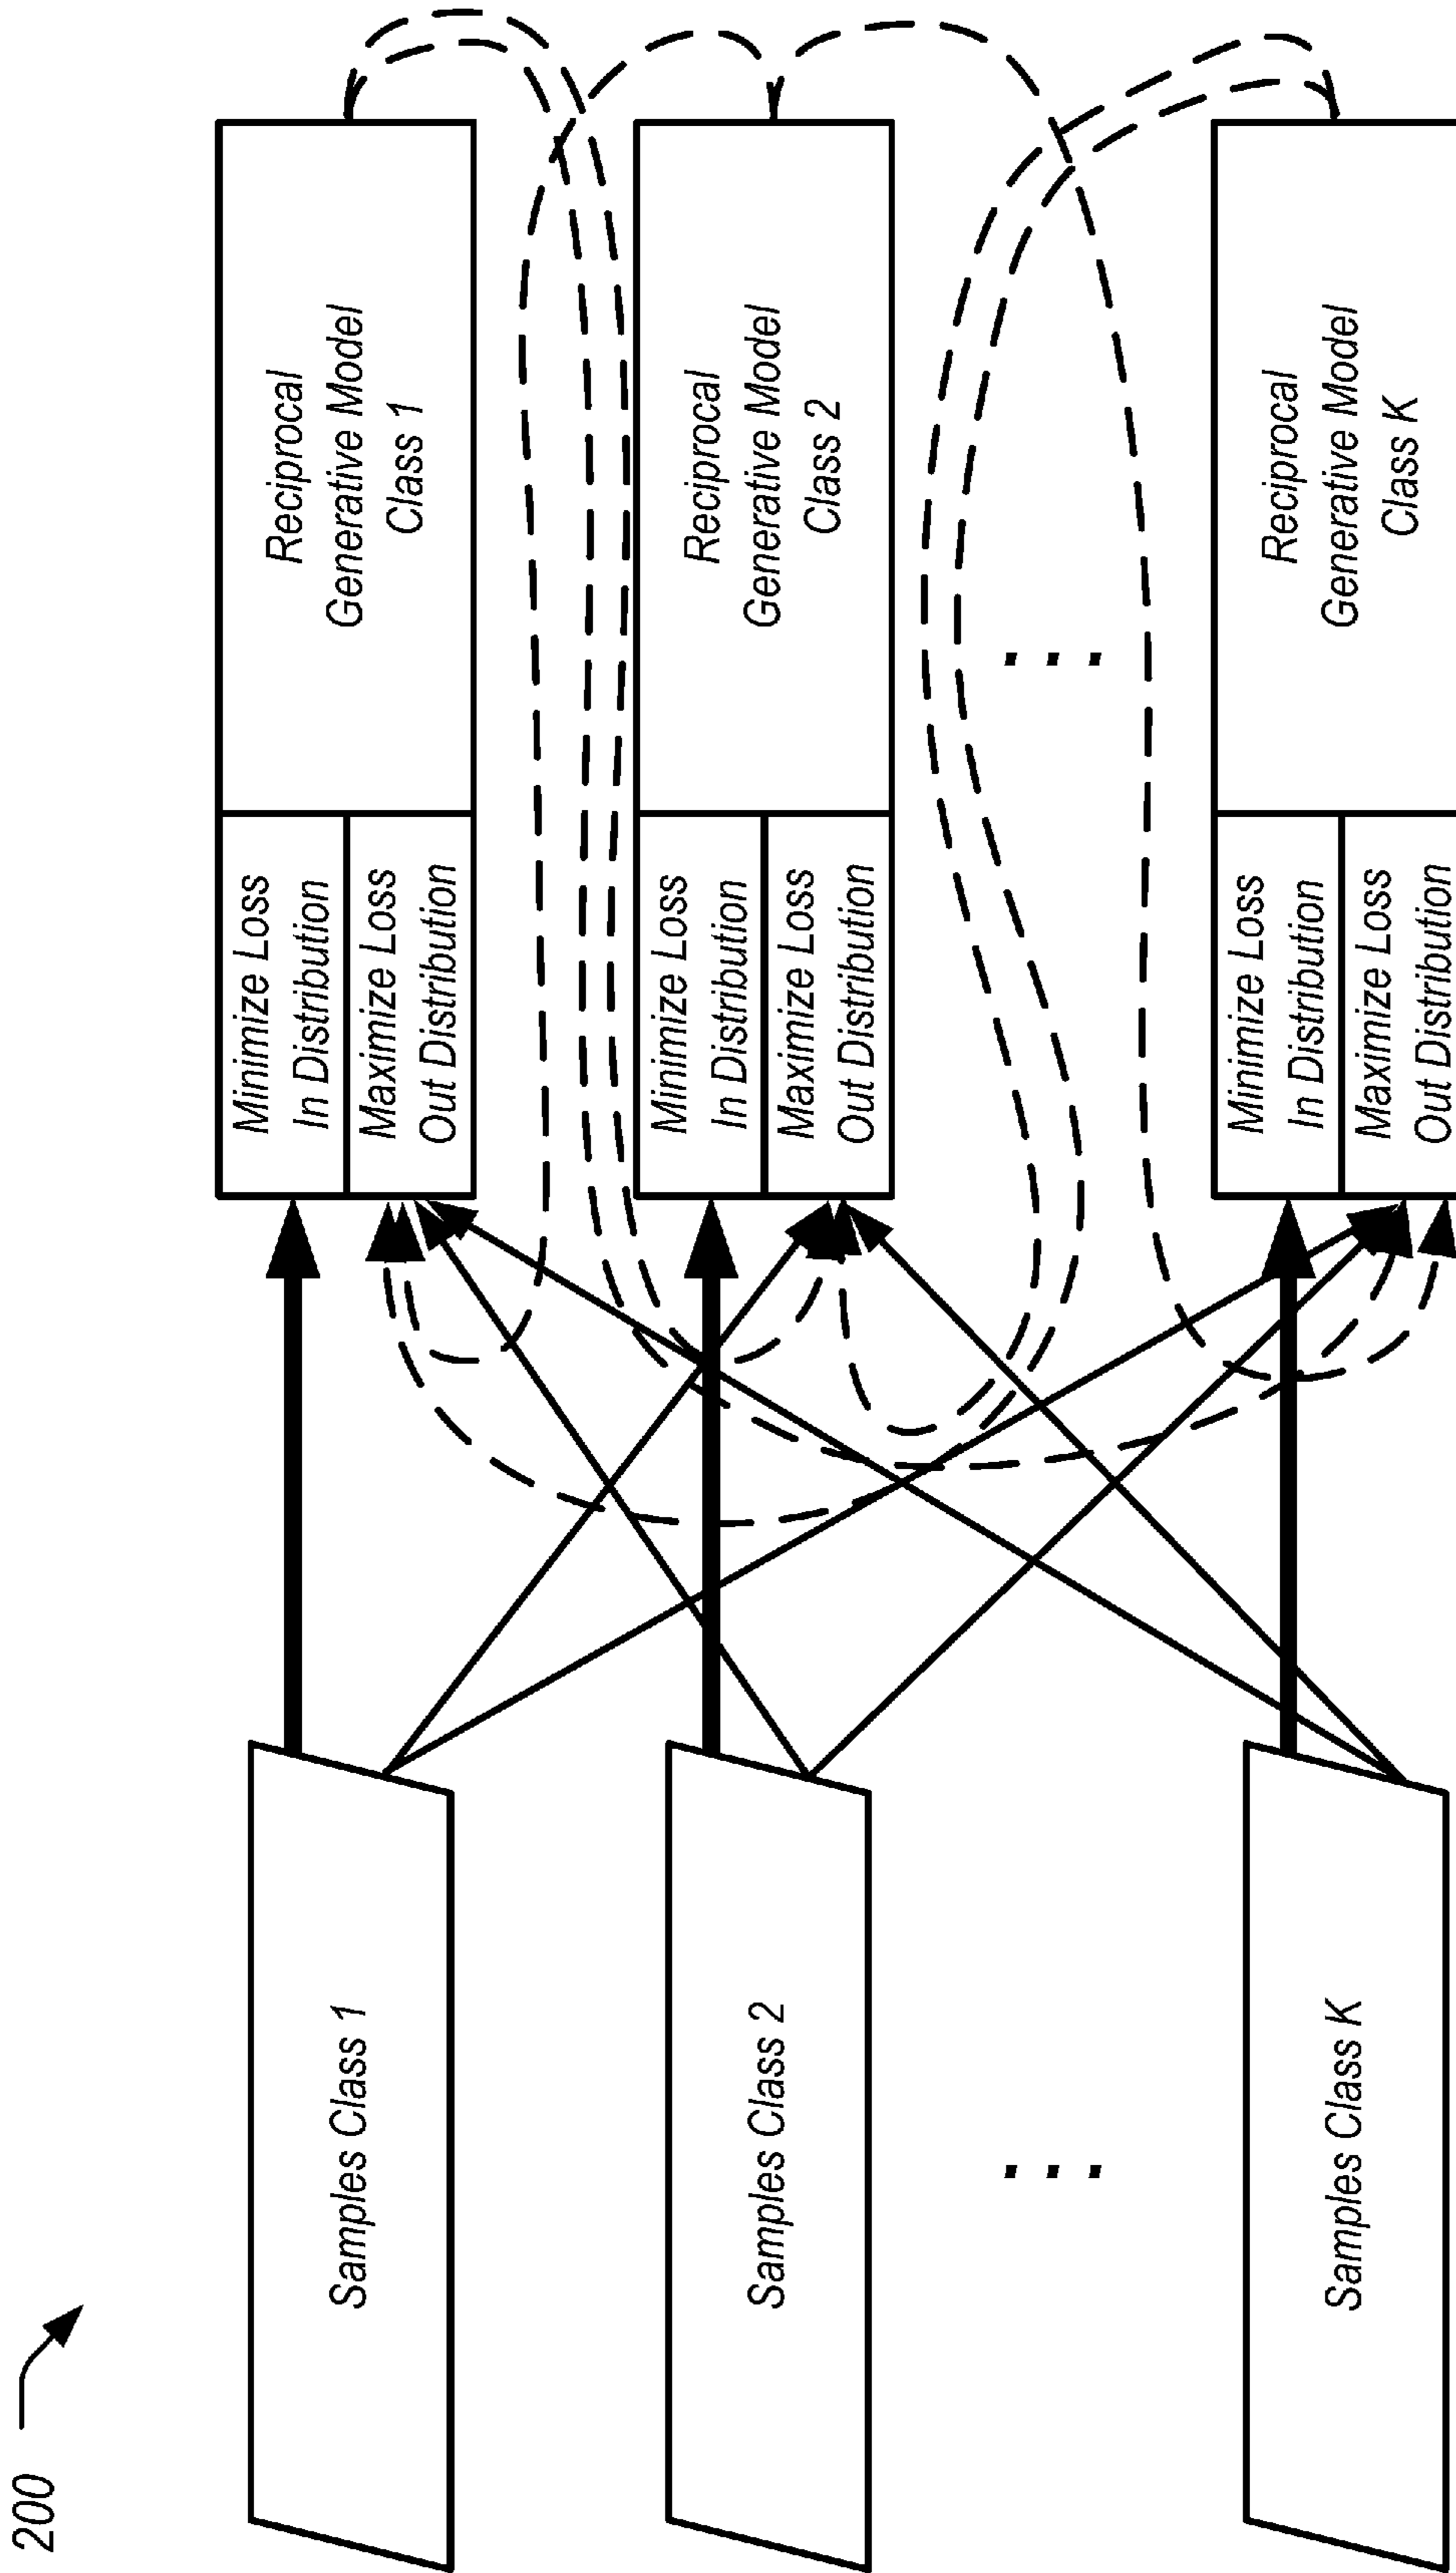 200
Samples Class 1
Minimize Loss
In Distribution
Maximize Loss
Out Distribution
Reciprocal
Generative Model
Class 1
Samples Class 2
Minimize Loss
In Distribution
Maximize Loss
Out Distribution
Reciprocal
Generative Model
Class 2
. . .
. . .
Samples Class K
Minimize Loss
In Distribution
Maximize Loss
Out Distribution
Reciprocal
Generative Model
Class K